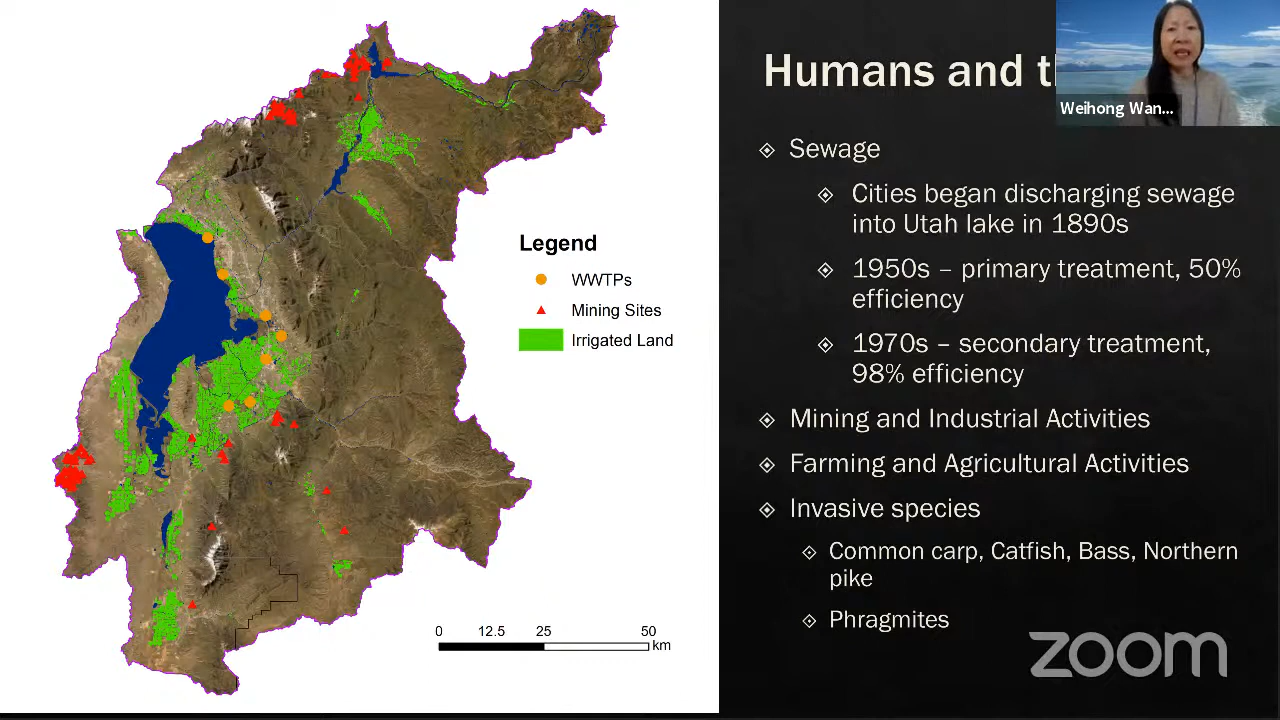 Humans and t
Weihong Wan...
Sewage
Cities began discharging sewage
into Utah lake in 1890s
1950s – primary treatment, 50%
efficiency
1970s – secondary treatment,
98% efficiency
Mining and Industrial Activities
Farming and Agricultural Activities
Invasive species
Common carp, Catfish, Bass, Northern
pike
Phragmites
Legend
WWTPs
Mining Sites
Irrigated Land
0 12.5 25 50
km
zoom